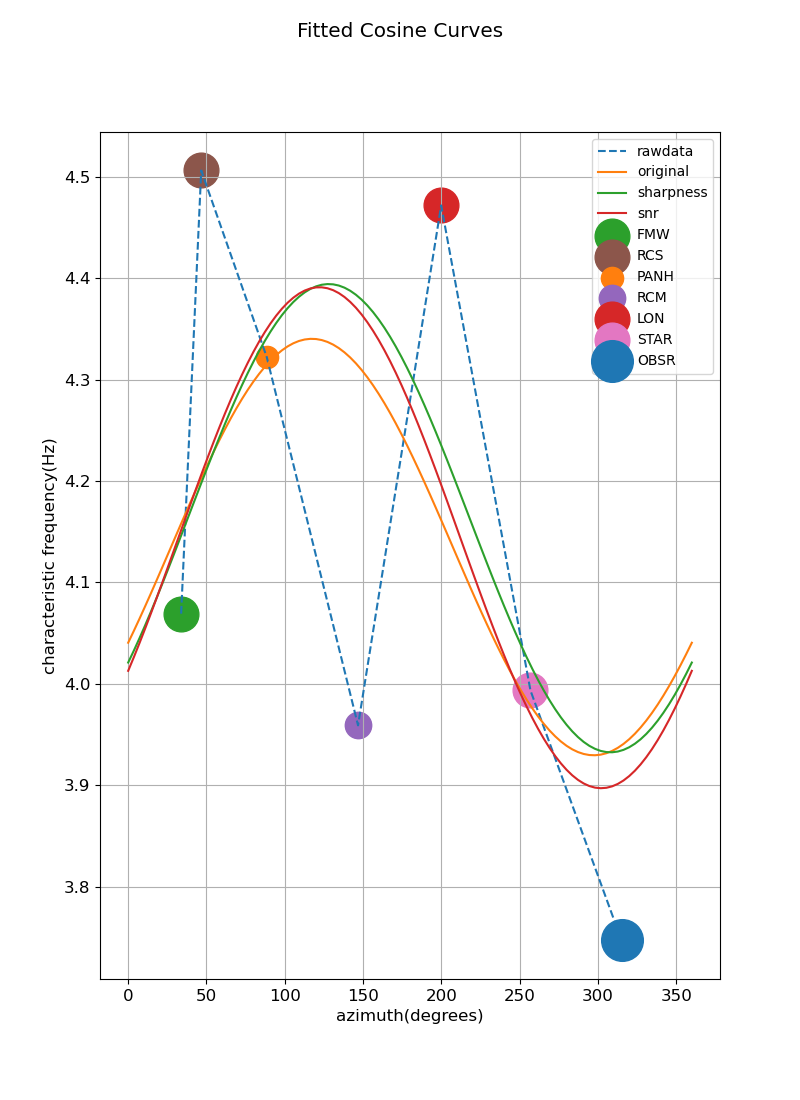 Fitted Cosine Curves
characteristic frequency(Hz)
4.5
4.4
4.3
4.2
4.1
4.0
3.9
3.8
rawdata
original
sharpness
snr
FMW
RCS
PANH
RCM
LON
STAR
OBSR
0 50 100 150 200 250 300 350
azimuth(degrees)